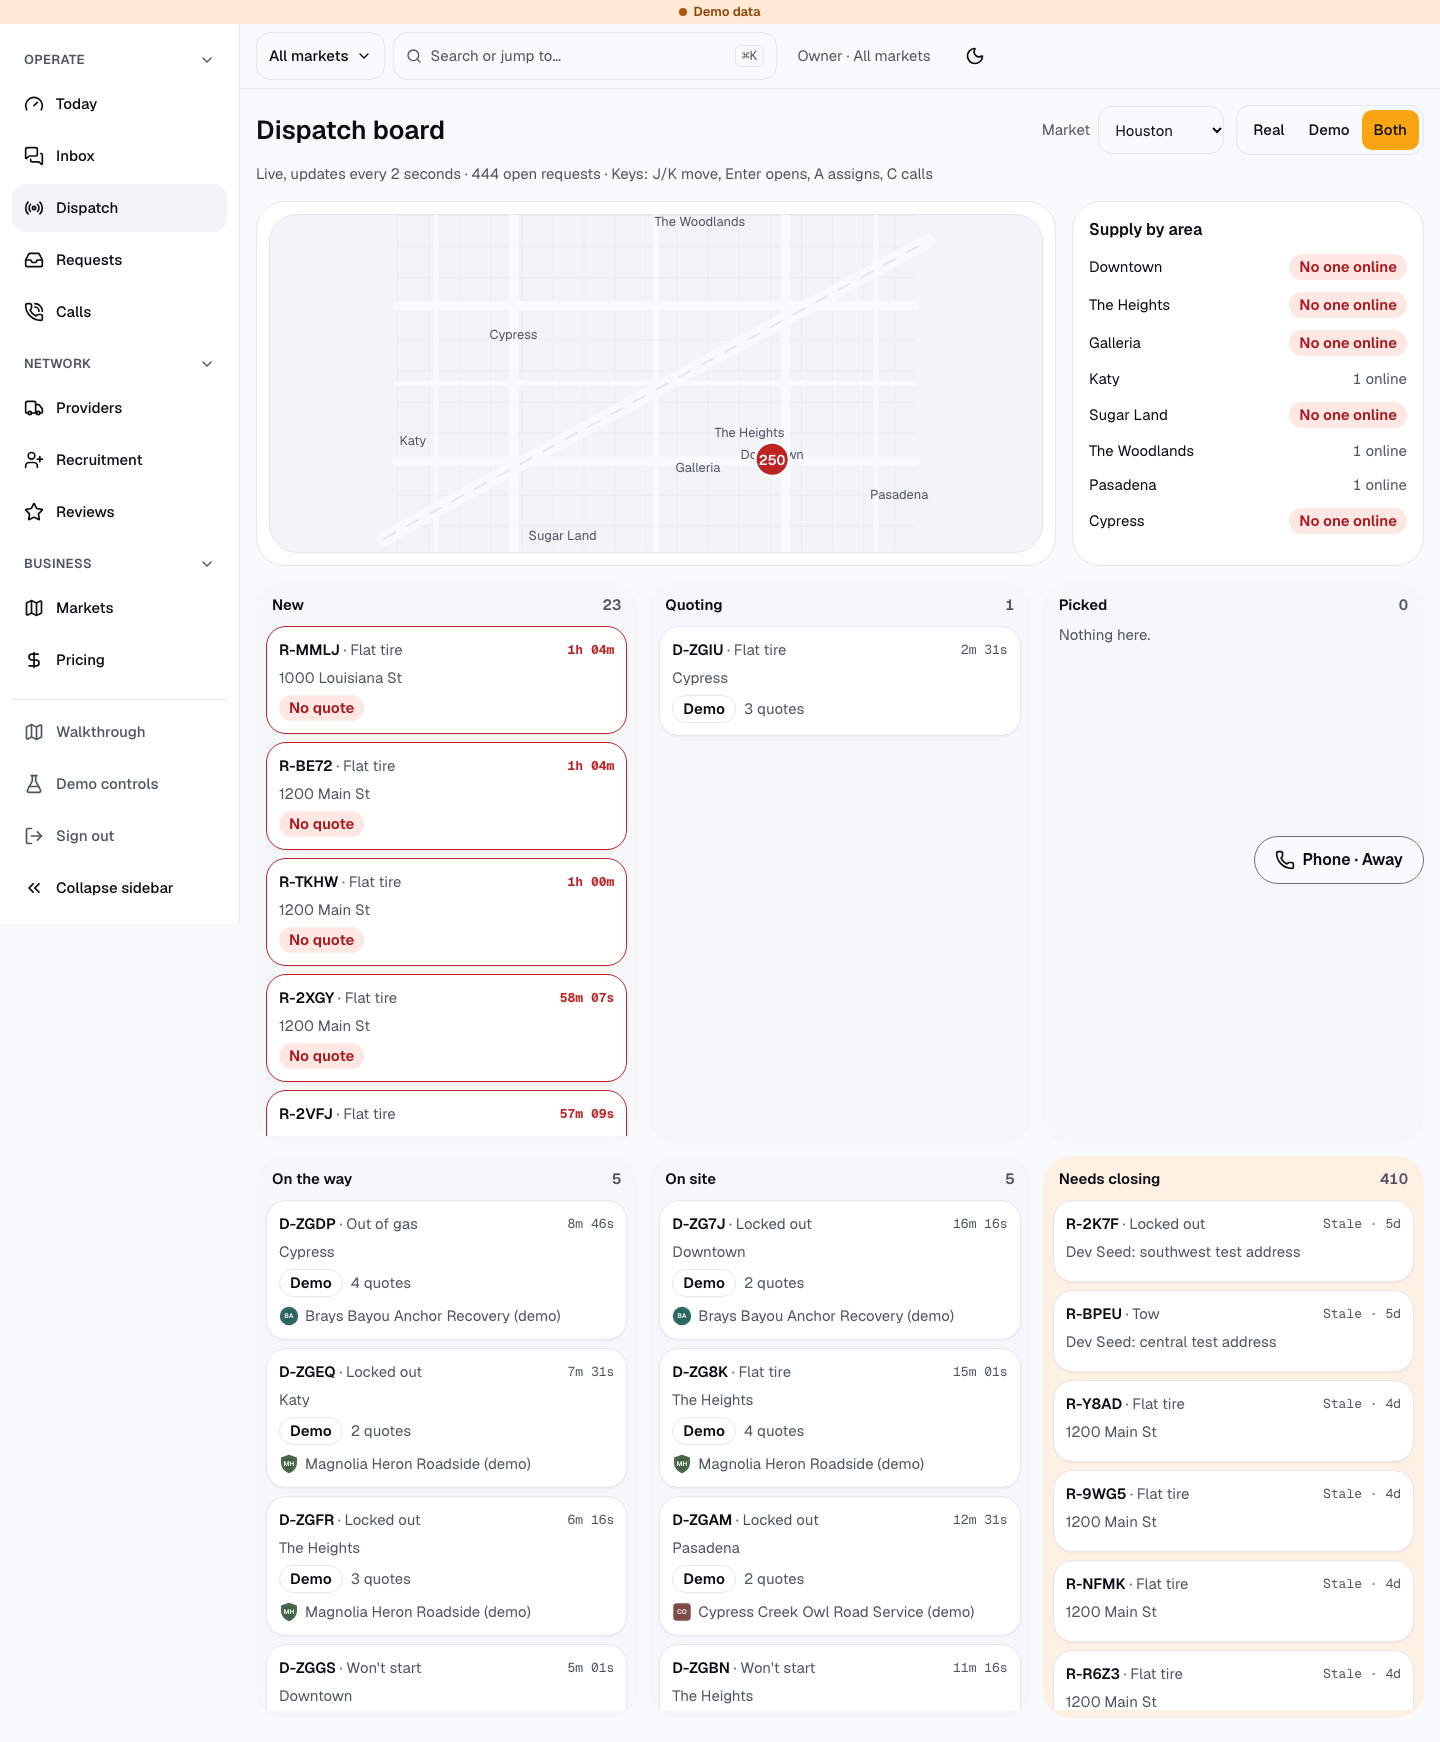 Demo data
OPERATE
Today
Inbox
Dispatch
Requests
Calls
NETWORK
Providers
Recruitment
Reviews
BUSINESS
Markets
Pricing
Walkthrough
Demo controls
Sign out
Collapse sidebar
All markets
Search or jump to…
⌘K
Owner · All markets
Dispatch board
Market
Houston
Real
Demo
Both
Live, updates every 2 seconds · 444 open requests · Keys: J/K move, Enter opens, A assigns, C calls
The Woodlands
Cypress
Katy
The Heights
250
Galleria
Pasadena
Sugar Land
Supply by area
Downtown No one online
The Heights No one online
Galleria No one online
Katy 1 online
Sugar Land No one online
The Woodlands 1 online
Pasadena 1 online
Cypress No one online
New 23
R-MMLJ · Flat tire 1h 04m
1000 Louisiana St
No quote
R-BE72 · Flat tire 1h 04m
1200 Main St
No quote
R-TKHW · Flat tire 1h 00m
1200 Main St
No quote
R-2XGY · Flat tire 58m 07s
1200 Main St
No quote
R-2VFJ · Flat tire 57m 09s
Quoting 1
D-ZGIU · Flat tire 2m 31s
Cypress
Demo 3 quotes
Picked 0
Nothing here.
Phone · Away
On the way 5
D-ZGDP · Out of gas 8m 46s
Cypress
Demo 4 quotes
BA Brays Bayou Anchor Recovery (demo)
D-ZGEQ · Locked out 7m 31s
Katy
Demo 2 quotes
MH Magnolia Heron Roadside (demo)
D-ZGFR · Locked out 6m 16s
The Heights
Demo 3 quotes
MH Magnolia Heron Roadside (demo)
D-ZGGS · Won't start 5m 01s
Downtown
On site 5
D-ZG7J · Locked out 16m 16s
Downtown
Demo 2 quotes
BA Brays Bayou Anchor Recovery (demo)
D-ZG8K · Flat tire 15m 01s
The Heights
Demo 4 quotes
MH Magnolia Heron Roadside (demo)
D-ZGAM · Locked out 12m 31s
Pasadena
Demo 2 quotes
CO Cypress Creek Owl Road Service (demo)
D-ZGBN · Won't start 11m 16s
The Heights
Needs closing 410
R-2K7F · Locked out Stale · 5d
Dev Seed: southwest test address
R-BPEU · Tow Stale · 5d
Dev Seed: central test address
R-Y8AD · Flat tire Stale · 4d
1200 Main St
R-9WG5 · Flat tire Stale · 4d
1200 Main St
R-NFMK · Flat tire Stale · 4d
1200 Main St
R-R6Z3 · Flat tire Stale · 4d
1200 Main St